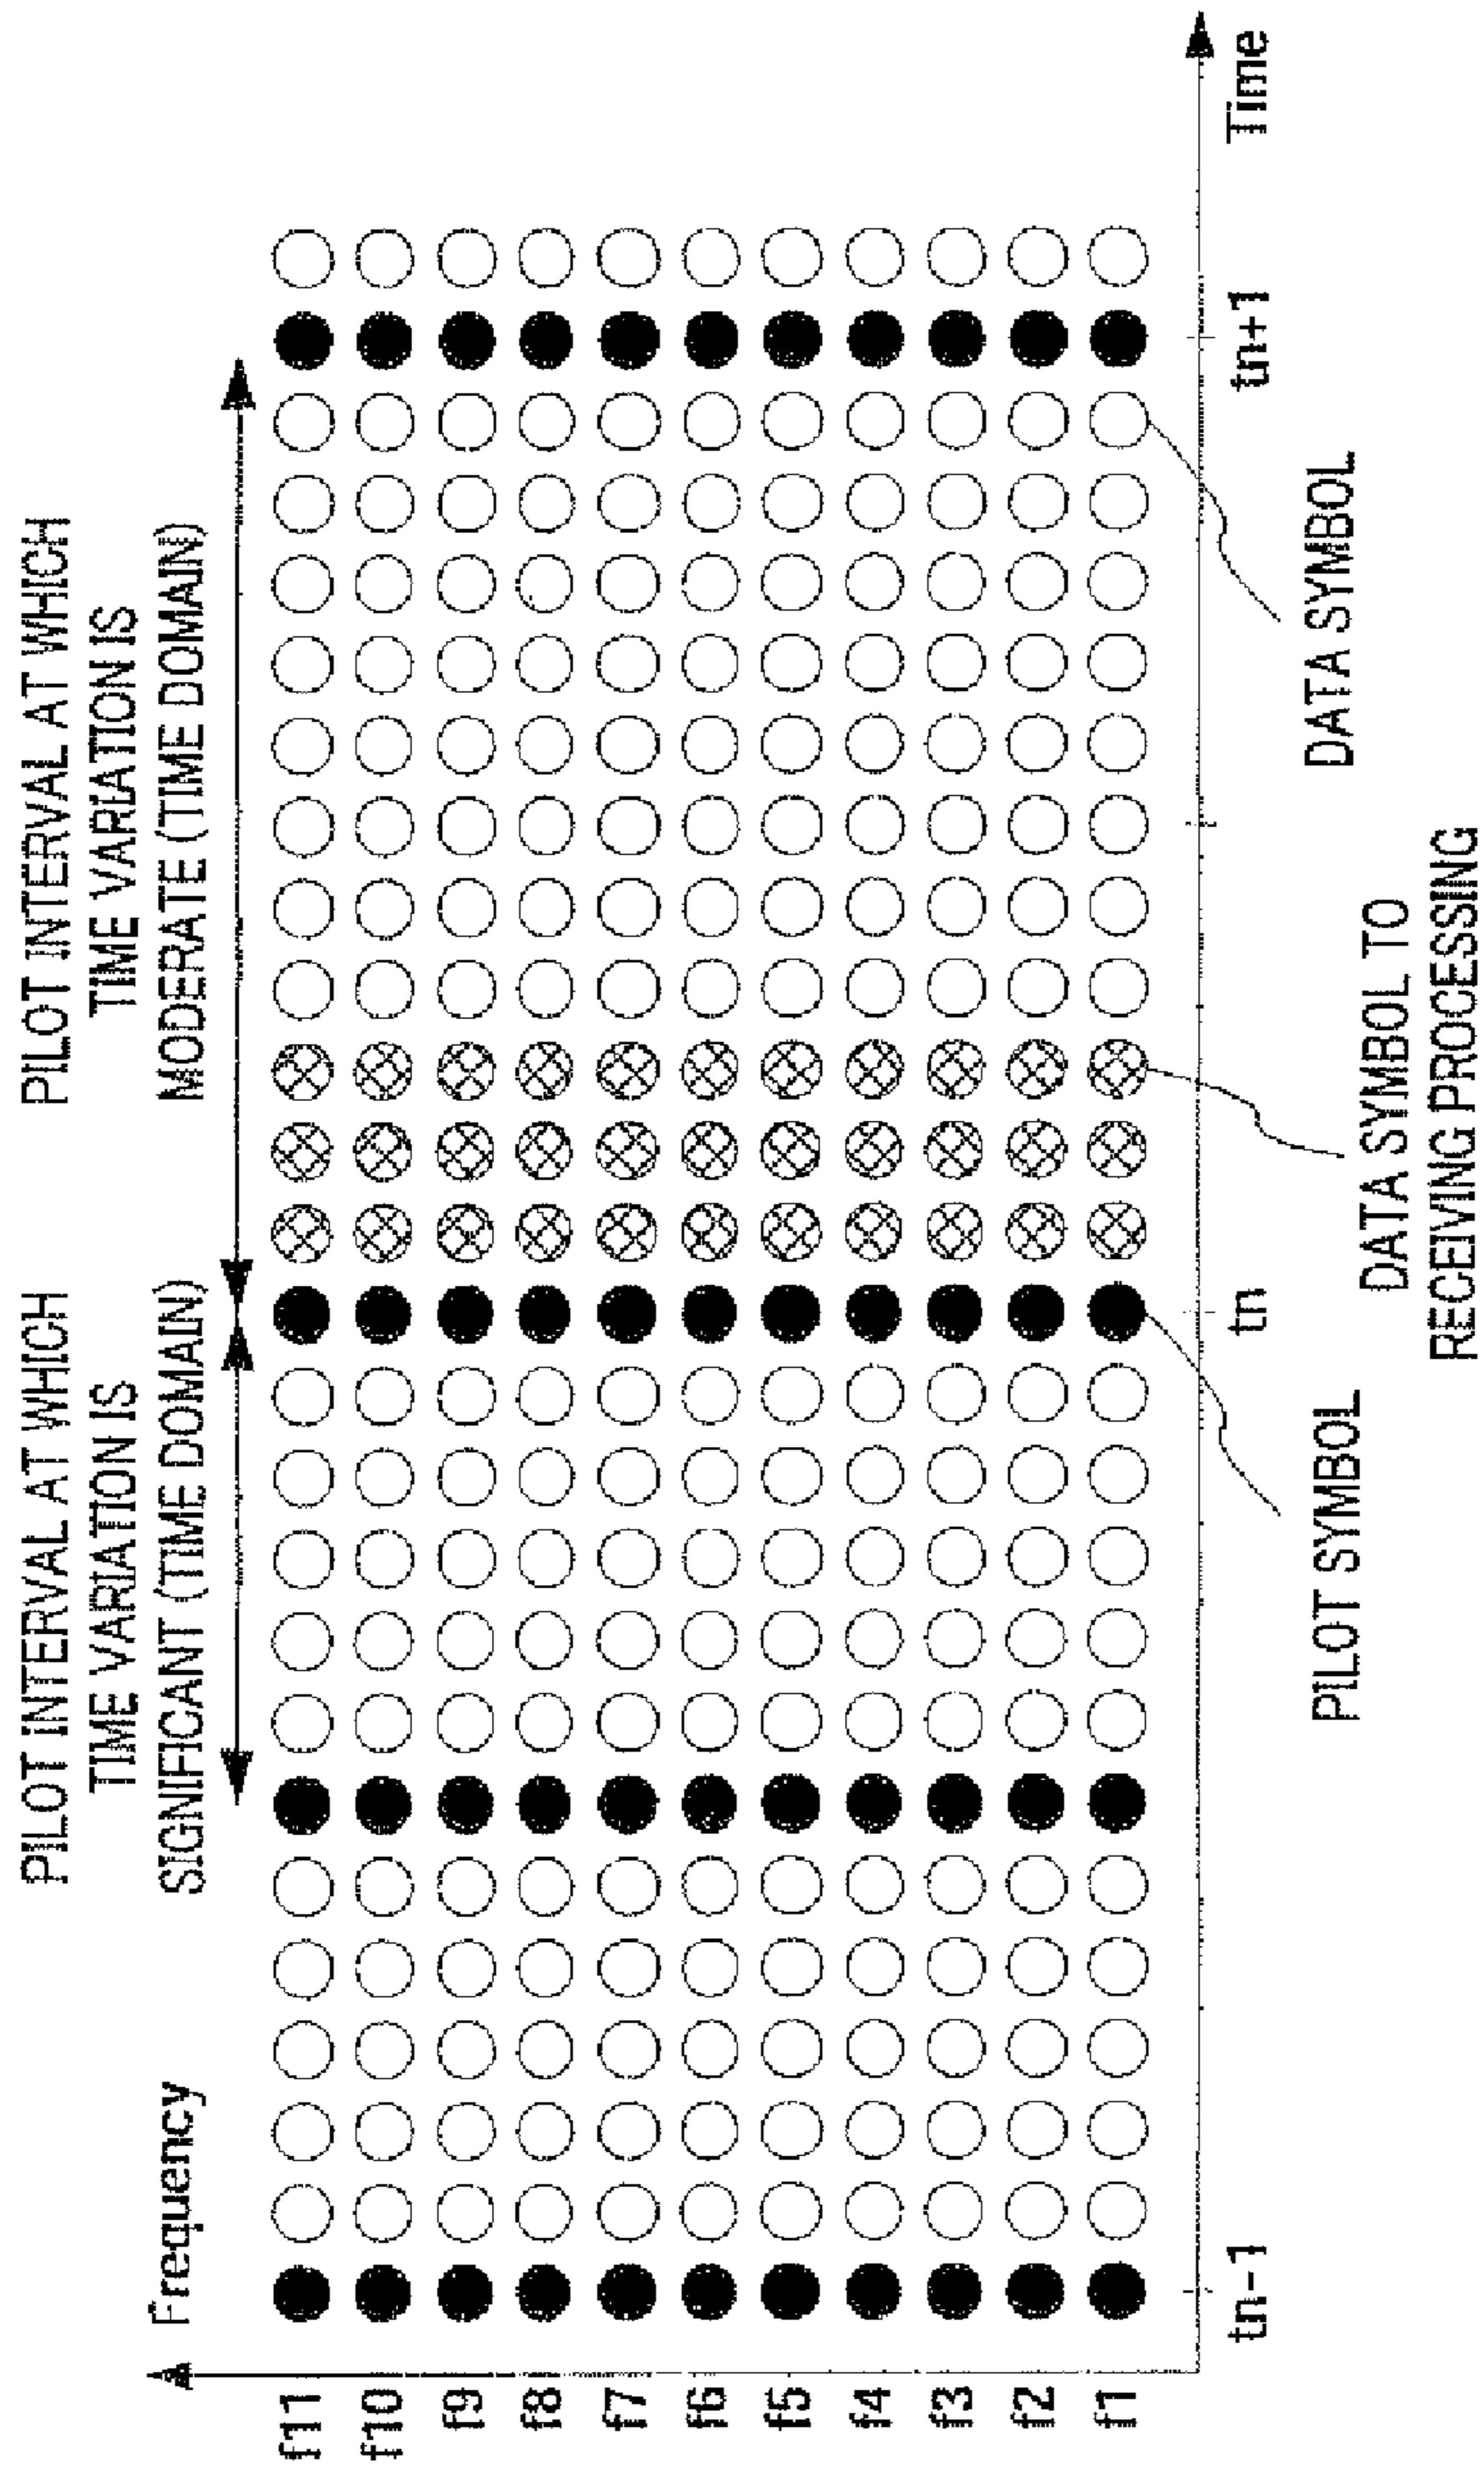 PILOT INTERVAL AT WHICH
TIME VARIATION IS
SIGNIFICANT (TIME DOMAIN)
PILOT INTERVAL AT WHICH
TIME VARIATION IS
MODERATE (TIME DOMAIN)
Frequency
f11
f10
f9
f8
f7
f6
f5
f4
f3
f2
f1
tn-1
tn
tn+1
Time
PILOT SYMBOL
DATA SYMBOL TO
RECEIVING PROCESSING
DATA SYMBOL